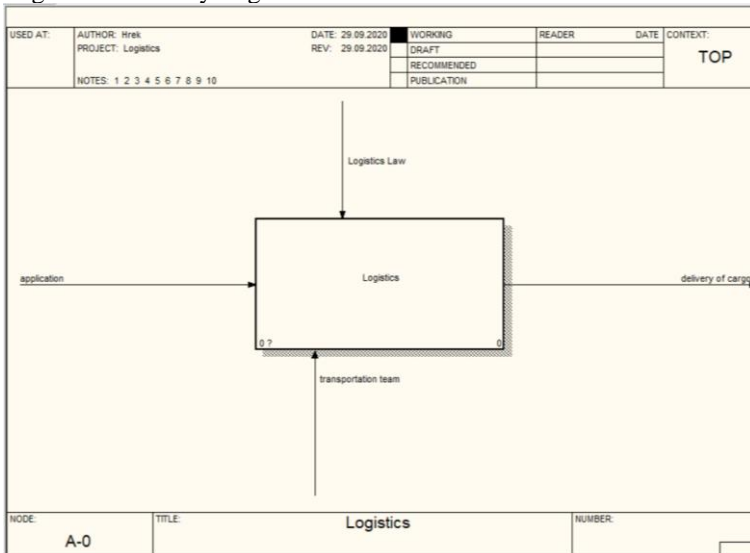 USED AT:
AUTHOR: Hrek
DATE: 29.09.2020
PROJECT: Logistics
REV: 29.09.2020
NOTES: 1 2 3 4 5 6 7 8 9 10
WORKING
DRAFT
RECOMMENDED
PUBLICATION
READER
DATE
CONTEXT:
TOP
Logistics Law
application
Logistics
delivery of cargo
0 ?
0
transportation team
NODE:
A-0
TITLE:
Logistics
NUMBER: